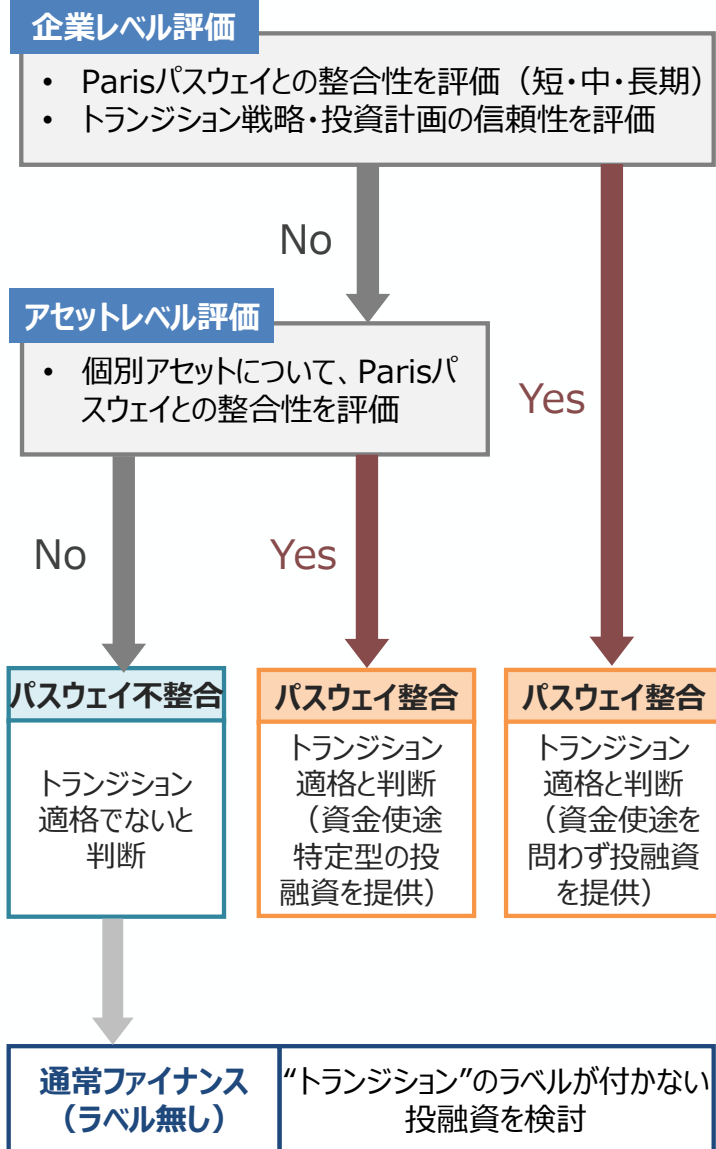 企業レベル評価
• Parisパスウェイとの整合性を評価（短・中・長期）
• トランジション戦略・投資計画の信頼性を評価
No
アセットレベル評価
• 個別アセットについて、Parisパ
スウェイとの整合性を評価
Yes
No
Yes
パスウェイ不整合
トランジション
適格でないと
判断
パスウェイ整合
トランジション
適格と判断
（資金使途
特定型の投
融資を提供）
パスウェイ整合
トランジション
適格と判断
（資金使途を
問わず投融資
を提供）
通常ファイナンス
（ラベル無し）
“トランジション”のラベルが付かない
投融資を検討